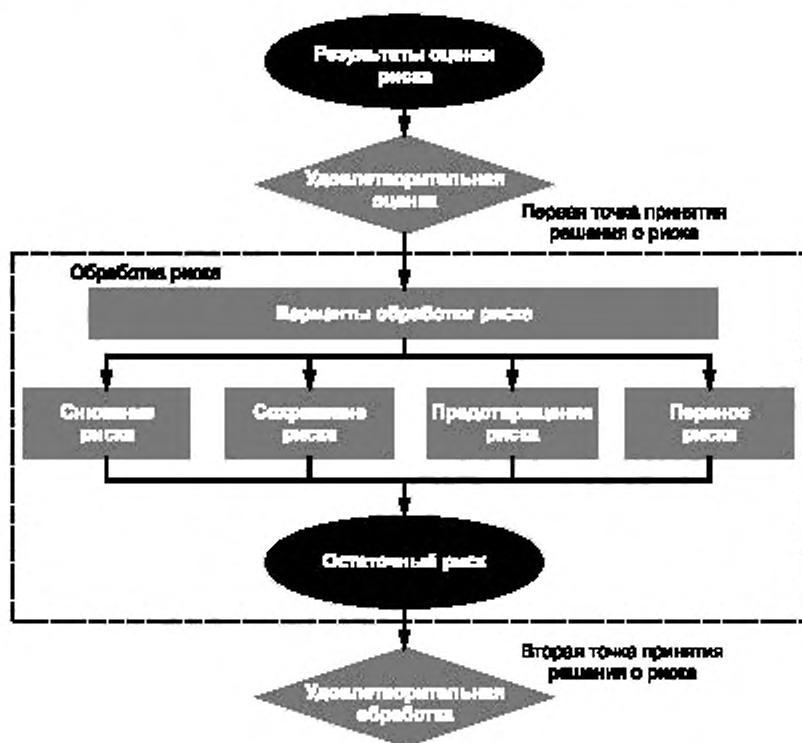 Результаты оценки
риска
Удовлетворительная
оценка
Первая точка принятия
решения о риске
Обработка риска
Варианты обработки риска
Снижение
риска
Сохранение
риска
Предотвращение
риска
Перенос
риска
Остаточный риск
Вторая точка принятия
решения о риске
Удовлетворительная
обработка